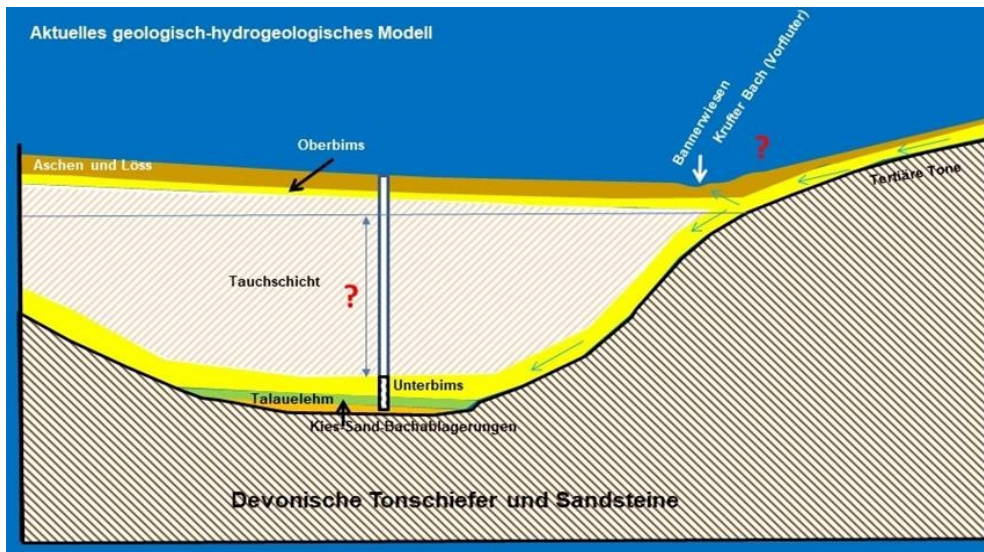 Aktuelles geologisch-hydrogeologisches Modell
Bannerwiesen
Krufter Bach (Vorfluter)
Oberbims
?
Aschen und Löss
Tertiäre Tone
Tauchschicht
?
Unterbims
Talauelehm
Kies-Sand-Bachablagerungen
Devonische Tonschiefer und Sandsteine